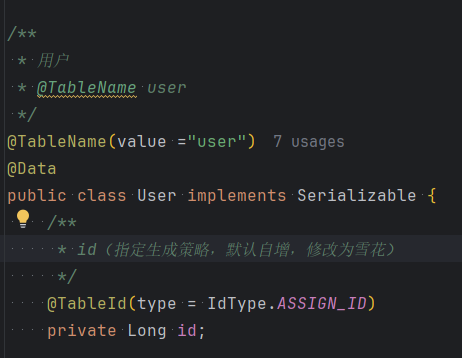 /**
 * 用户
 * @TableName user
 */
@TableName(value ="user") 7 usages
@Data
public class User implements Serializable {
    /**
     * id（指定生成策略，默认自增，修改为雪花）
     */
    @TableId(type = IdType.ASSIGN_ID)
    private Long id;